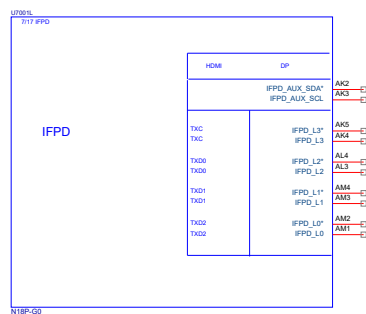 U7001L
7/17 IFPD
HDMI DP
IFPD_AUX_SDA* AK2
IFPD_AUX_SCL AK3
IFPD
TXC IFPD_L3* AK5
TXC IFPD_L3 AK4
TXD0 IFPD_L2* AL4
TXD0 IFPD_L2 AL3
TXD1 IFPD_L1* AM4
TXD1 IFPD_L1 AM3
TXD2 IFPD_L0* AM2
TXD2 IFPD_L0 AM1
N18P-G0